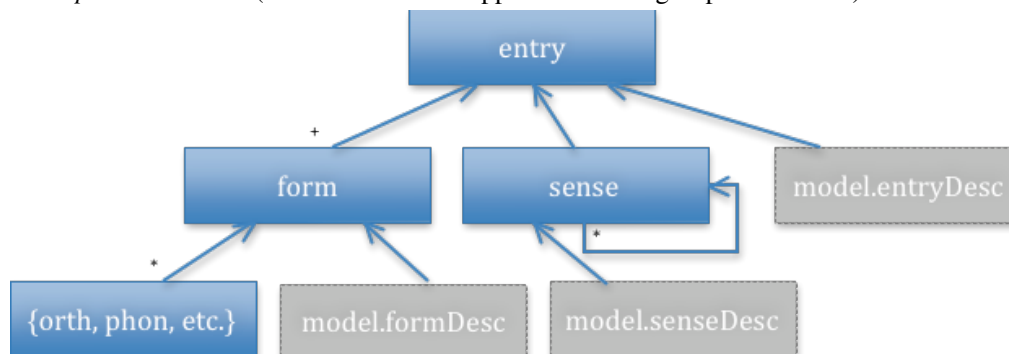 entry
+
form
sense
model.entryDesc
*
*
{orth, phon, etc.}
model.formDesc
model.senseDesc